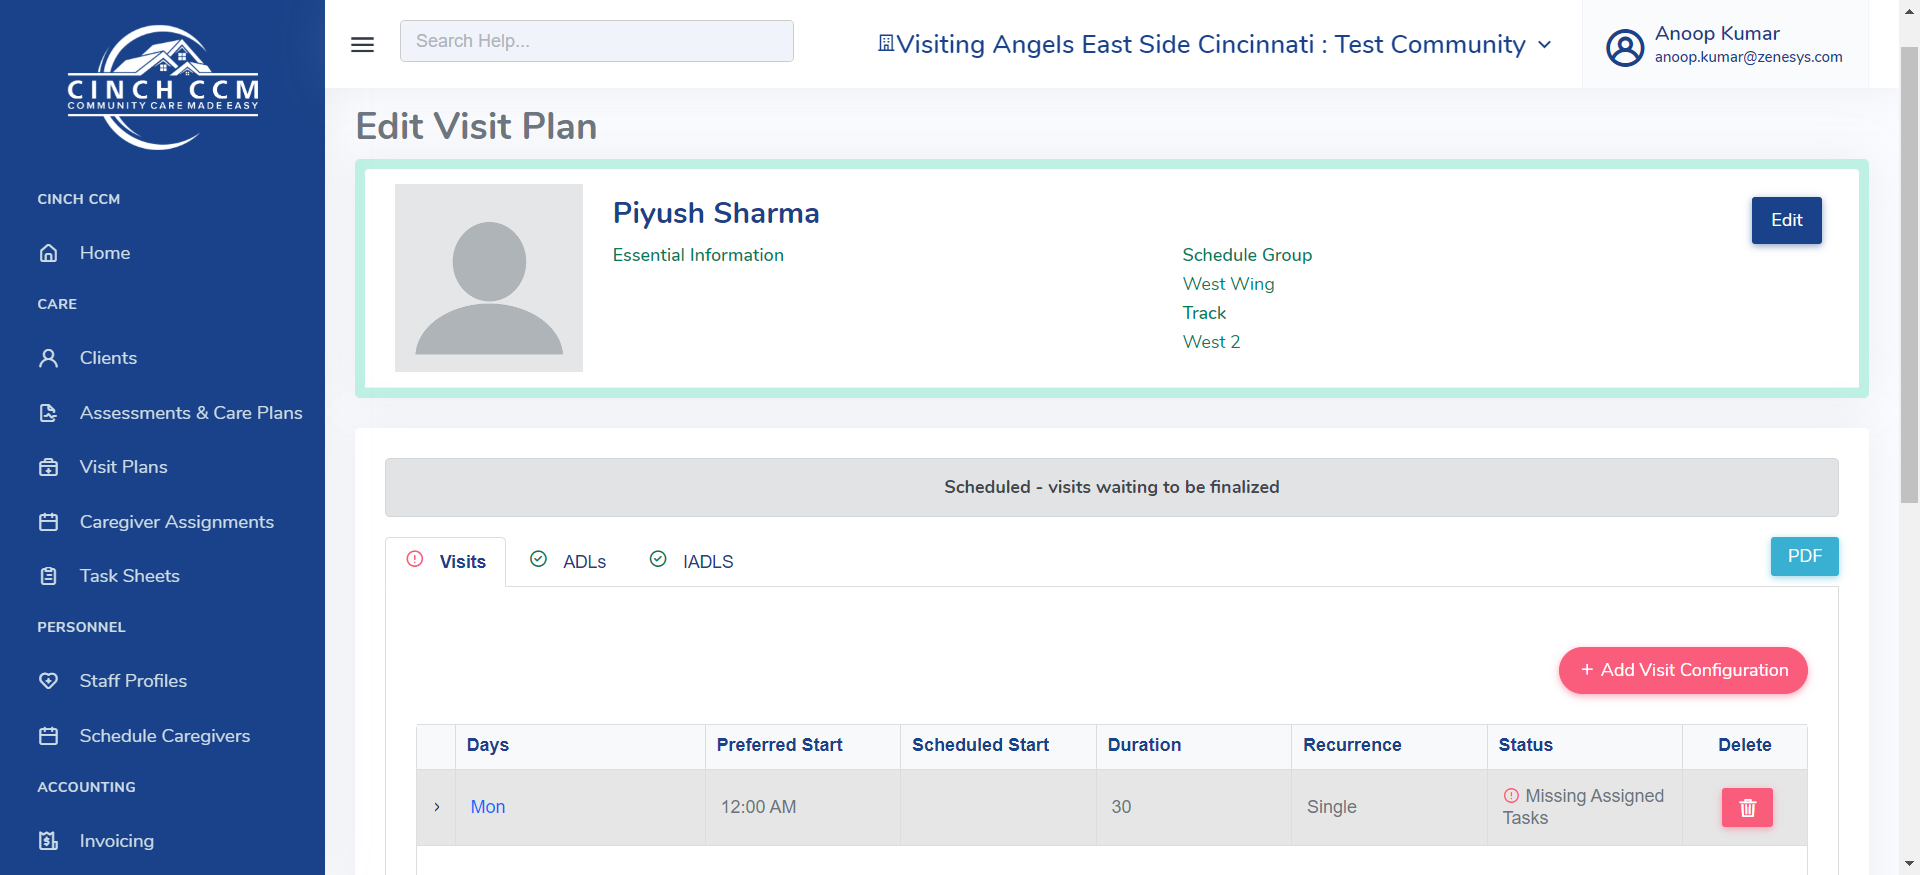 CINCH CCM
COMMUNITY CARE MADE EASY
CINCH CCM
Home
CARE
Clients
Assessments & Care Plans
Visit Plans
Caregiver Assignments
Task Sheets
PERSONNEL
Staff Profiles
Schedule Caregivers
ACCOUNTING
Invoicing
Search Help...
Visiting Angels East Side Cincinnati : Test Community
Anoop Kumar
anoop.kumar@zenesys.com
Edit Visit Plan
Piyush Sharma
Edit
Essential Information
Schedule Group
West Wing
Track
West 2
Scheduled - visits waiting to be finalized
Visits ADLs IADLS
PDF
+ Add Visit Configuration
Days Preferred Start Scheduled Start Duration Recurrence Status Delete
Mon 12:00 AM 30 Single Missing Assigned
Tasks